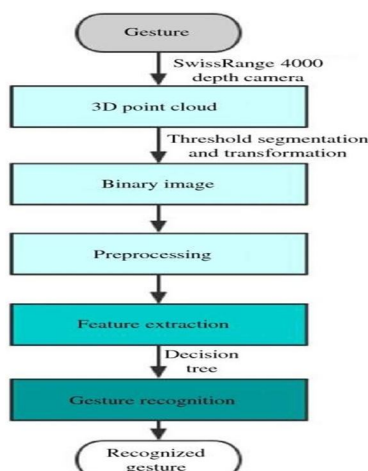 Gesture
SwissRange 4000
depth camera
3D point cloud
Threshold segmentation
and transformation
Binary image
Preprocessing
Feature extraction
Decision
tree
Gesture recognition
Recognized
gesture